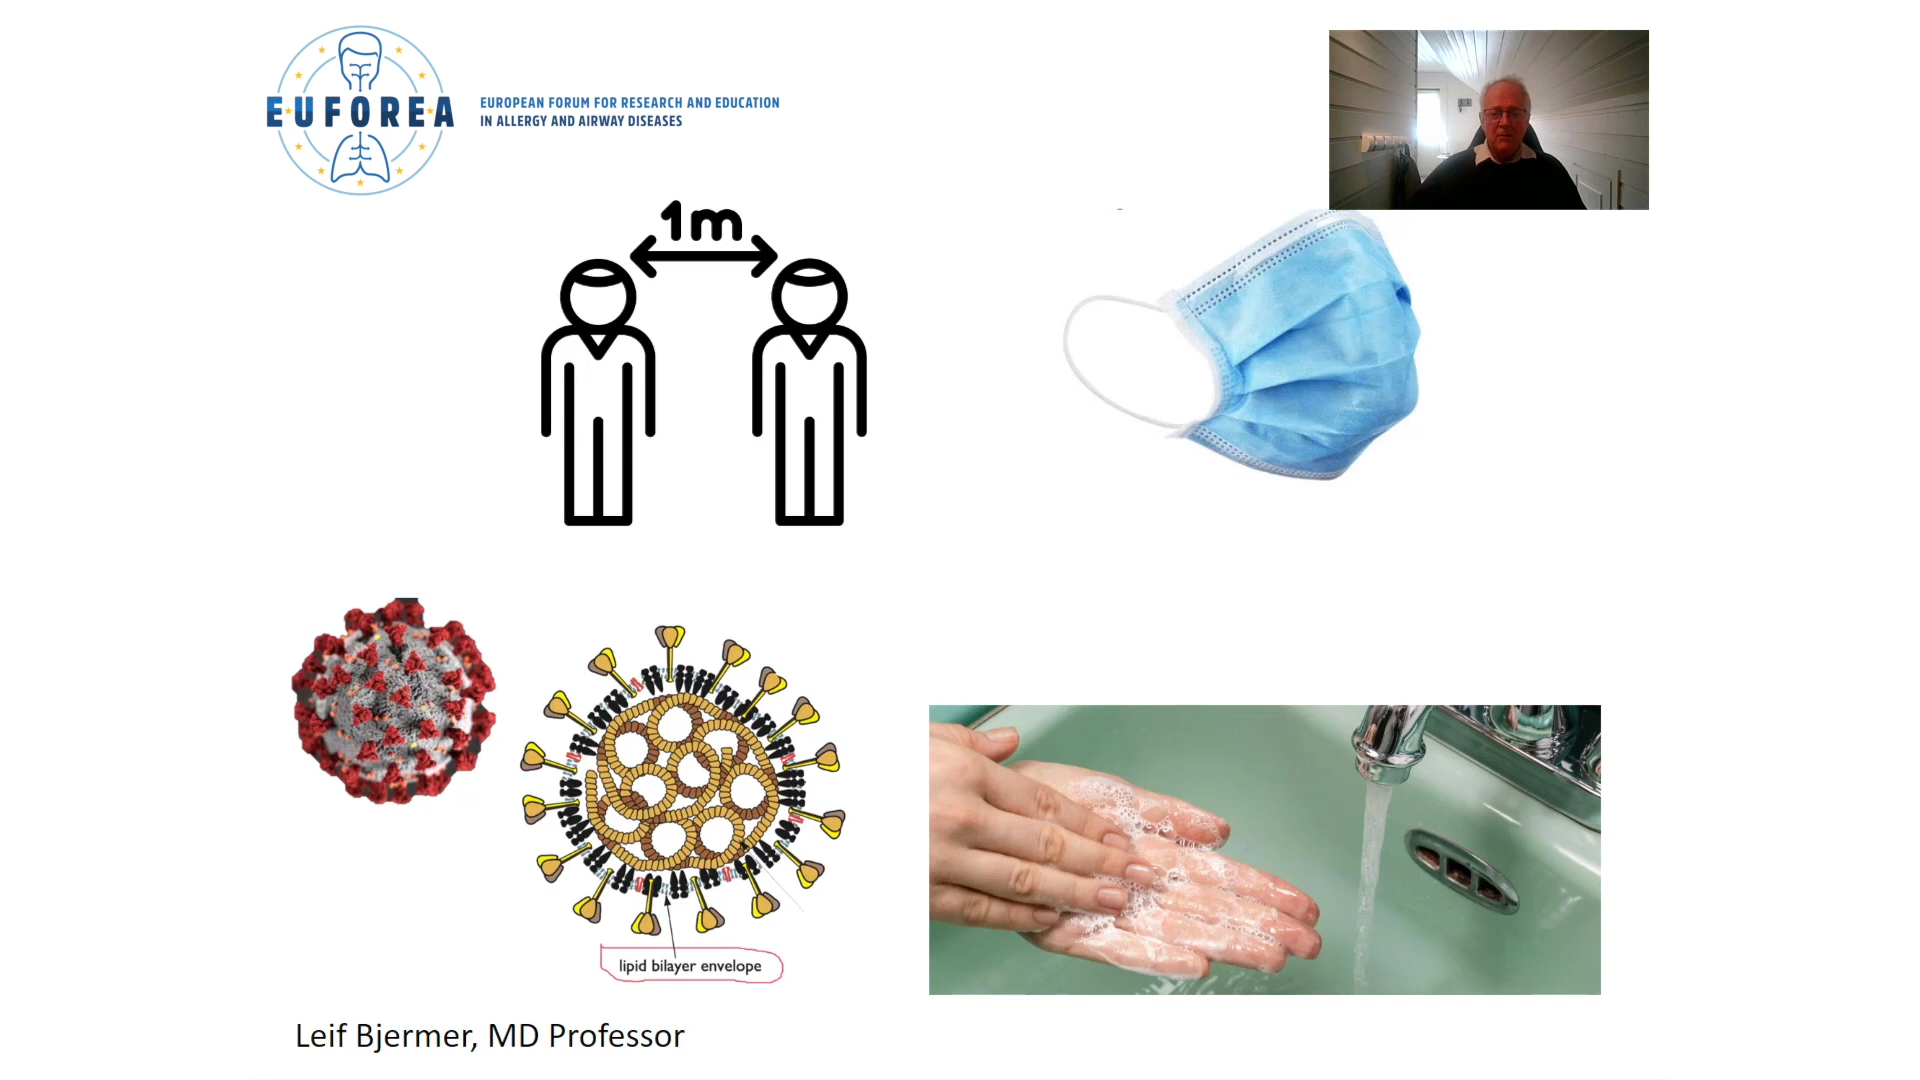 EUFOREA
EUROPEAN FORUM FOR RESEARCH AND EDUCATION
IN ALLERGY AND AIRWAY DISEASES
1m
lipid bilayer envelope
Leif Bjermer, MD Professor